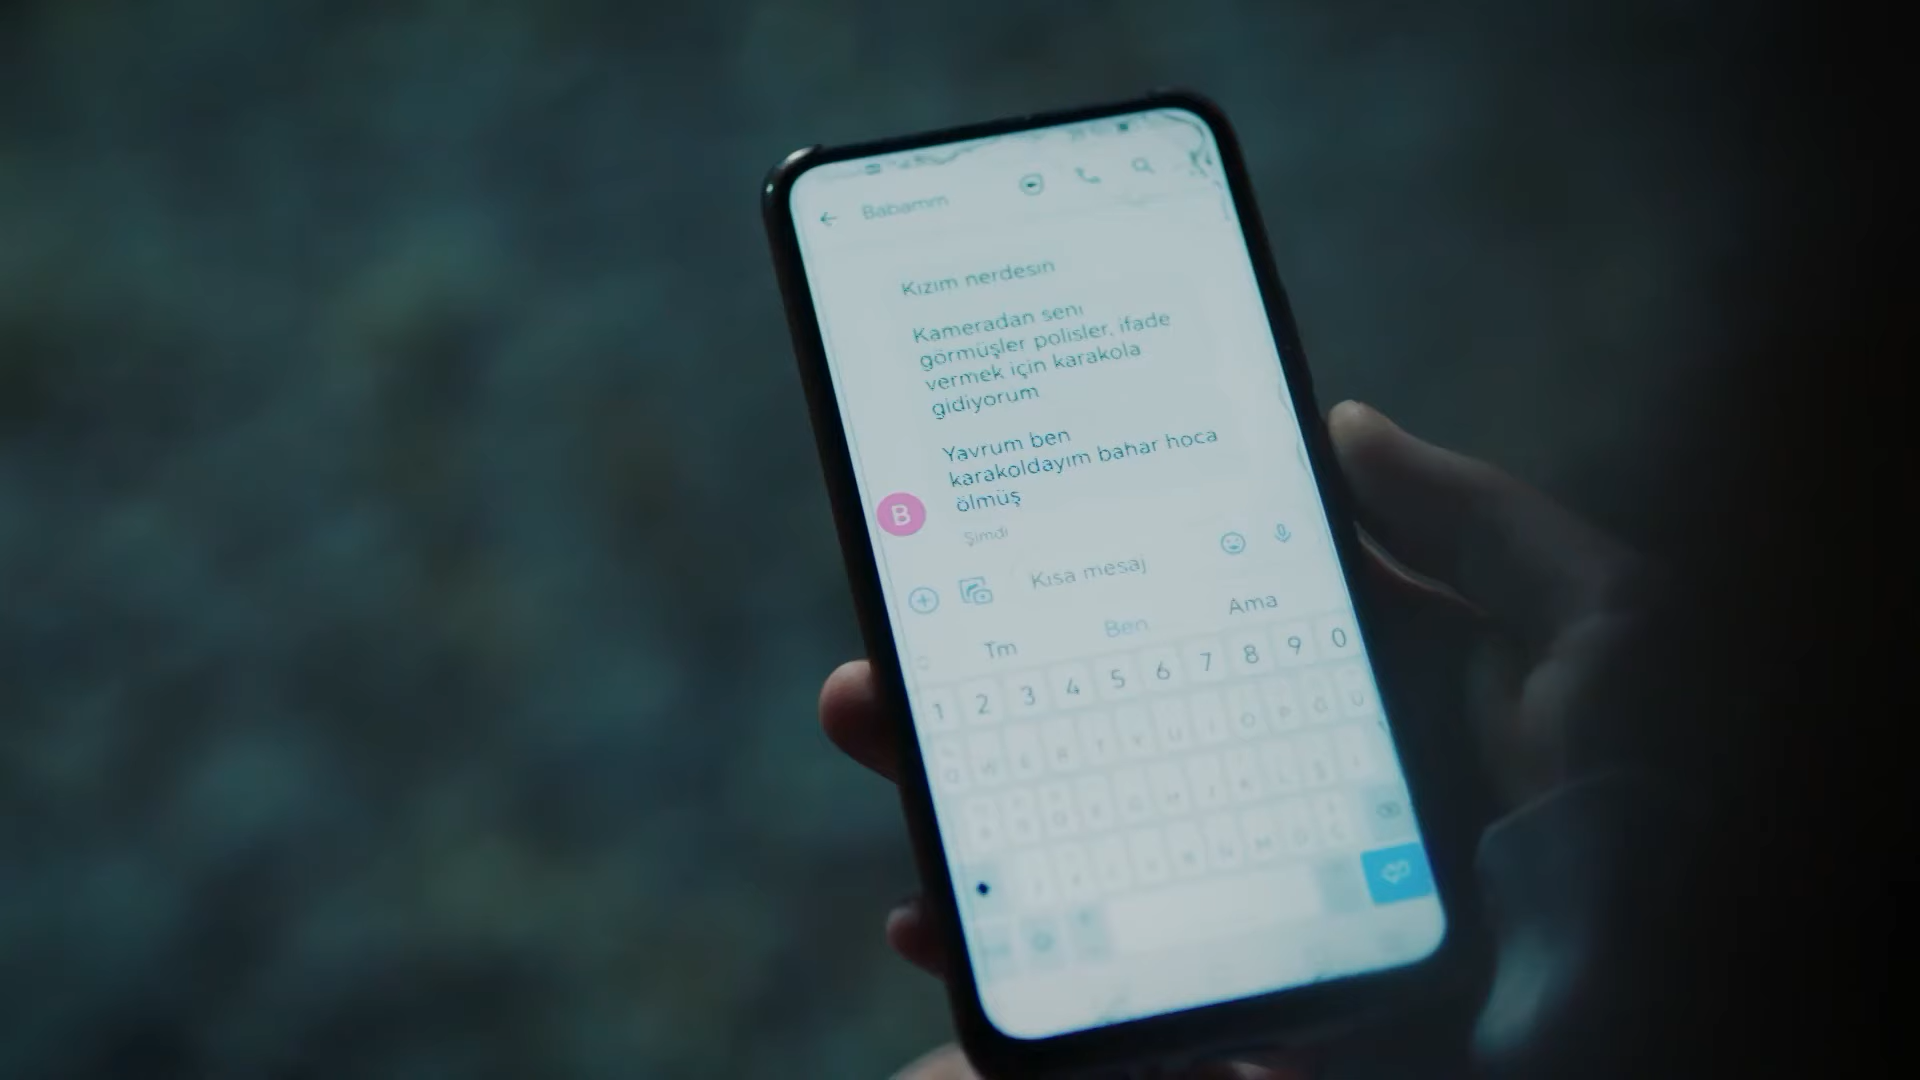 Babamm
Kızım nerdesin
Kameradan seni
görmüşler polisler, ifade
vermek için karakola
gidiyorum
Yavrum ben
karakoldayım bahar hoca
ölmüş
B
Şimdi
Kısa mesaj
Tm Ben Ama
1 2 3 4 5 6 7 8 9 0